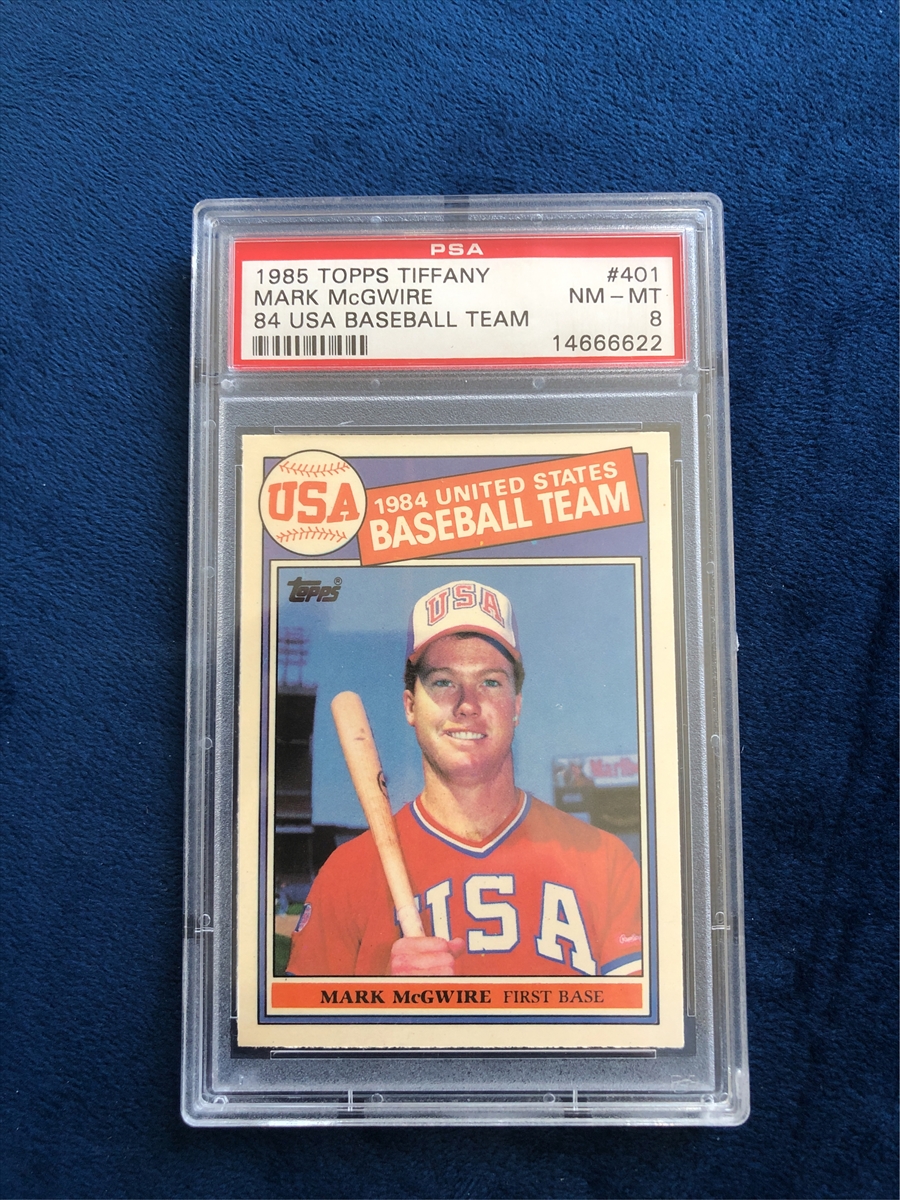 PSA
1985 TOPPS TIFFANY #401
MARK McGWIRE NM – MT
84 USA BASEBALL TEAM 8
14666622
USA
1984 UNITED STATES
BASEBALL TEAM
topps®
USA
USA
MARK McGWIRE FIRST BASE